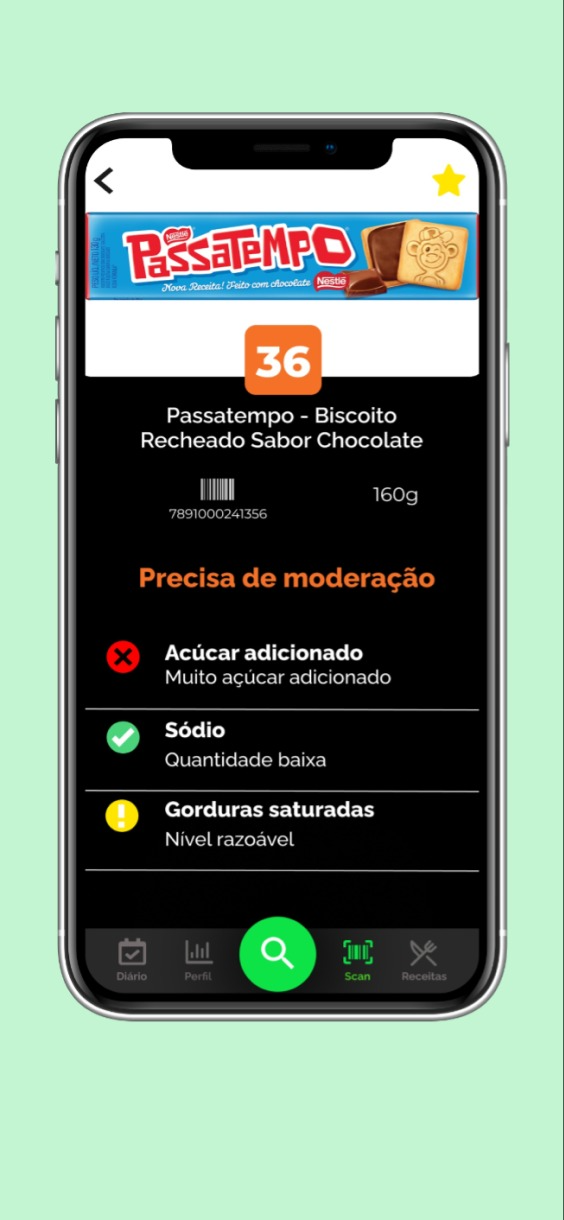 Nestlé
PASSATEMPO
Nova Receita! Feito com chocolate
Nestlé
36
Passatempo - Biscoito
Recheado Sabor Chocolate
7891000241356
160g
Precisa de moderação
Acúcar adicionado
Muito açúcar adicionado
Sódio
Quantidade baixa
Gorduras saturadas
Nível razoável
Diário
Perfil
Scan
Receitas